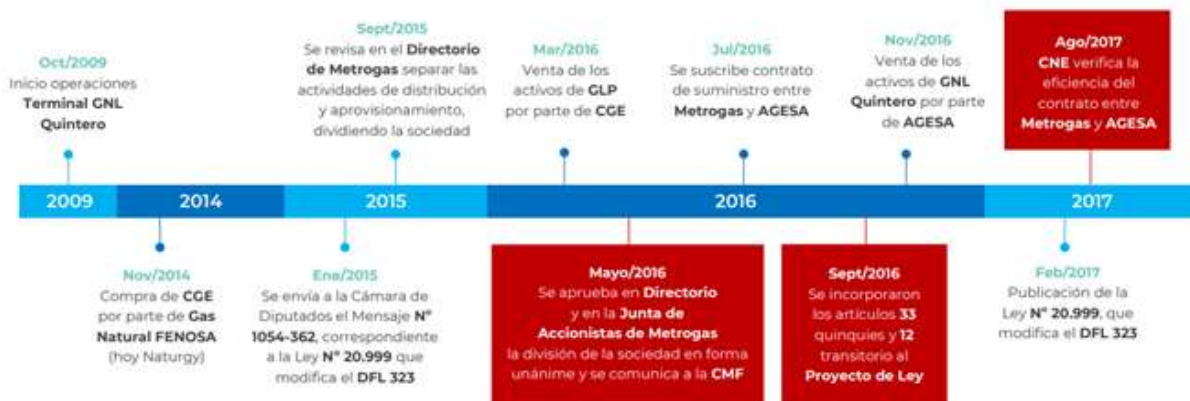 Oct/2009
Inicio operaciones
Terminal GNL
Quintero
Sept/2015
Se revisa en el Directorio
de Metrogas separar las
actividades de distribución
y aprovisionamiento,
dividiendo la sociedad
Mar/2016
Venta de los
activos de GLP
por parte de CGE
Jul/2016
Se suscribe contrato
de suministro entre
Metrogas y AGESA
Nov/2016
Venta de los
activos de GNL
Quintero por parte
de AGESA
Ago/2017
CNE verifica la
eficiencia del
contrato entre
Metrogas y AGESA
2009 2014 2015 2016 2017
Nov/2014
Compra de CGE
por parte de Gas
Natural FENOSA
(hoy Naturgy)
Ene/2015
Se envía a la Cámara de
Diputados el Mensaje N°
1054-362, correspondiente
a la Ley N° 20.999 que
modifica el DFL 323
Mayo/2016
Se aprueba en Directorio
y en la Junta de
Accionistas de Metrogas
la división de la sociedad en forma
unánime y se comunica a la CMF
Sept/2016
Se incorporaron
los artículos 33
quinquies y 12
transitorio al
Proyecto de Ley
Feb/2017
Publicación de la
Ley N° 20.999, que
modifica el DFL 323